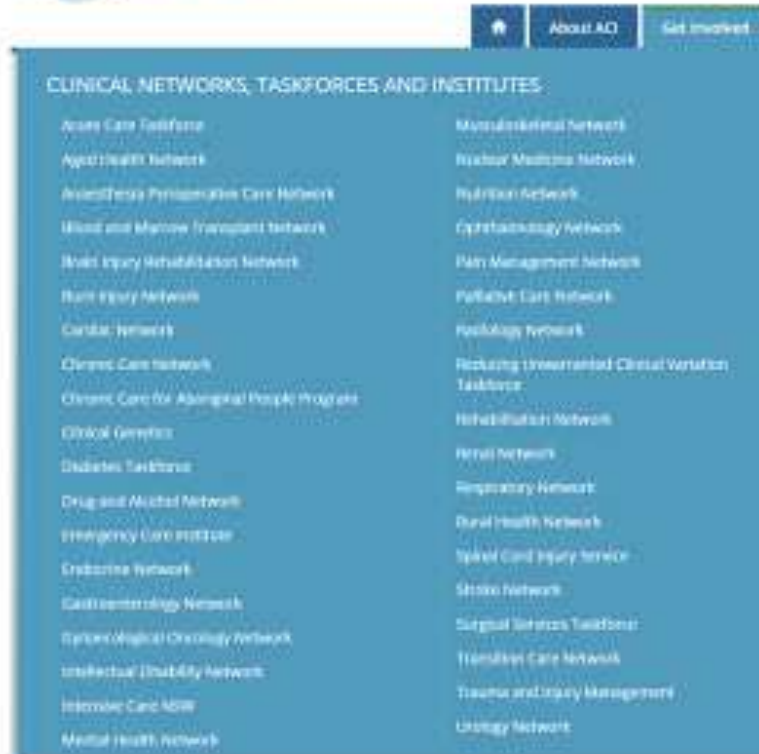 About ACI
Get Involved
CLINICAL NETWORKS, TASKFORCES AND INSTITUTES
Acute Care Taskforce
Aged Health Network
Anaesthesia Perioperative Care Network
Blood and Marrow Transplant Network
Brain Injury Rehabilitation Network
Burn Injury Network
Cardiac Network
Chronic Care Network
Chronic Care for Aboriginal People Program
Clinical Genetics
Diabetes Taskforce
Drug and Alcohol Network
Emergency Care Institute
Endocrine Network
Gastroenterology Network
Gynaecological Oncology Network
Intellectual Disability Network
Intensive Care NSW
Mental Health Network
Musculoskeletal Network
Nuclear Medicine Network
Nutrition Network
Ophthalmology Network
Pain Management Network
Palliative Care Network
Radiology Network
Reducing Unwarranted Clinical Variation
Taskforce
Rehabilitation Network
Renal Network
Respiratory Network
Rural Health Network
Spinal Cord Injury Service
Stroke Network
Surgical Services Taskforce
Transition Care Network
Trauma and Injury Management
Urology Network